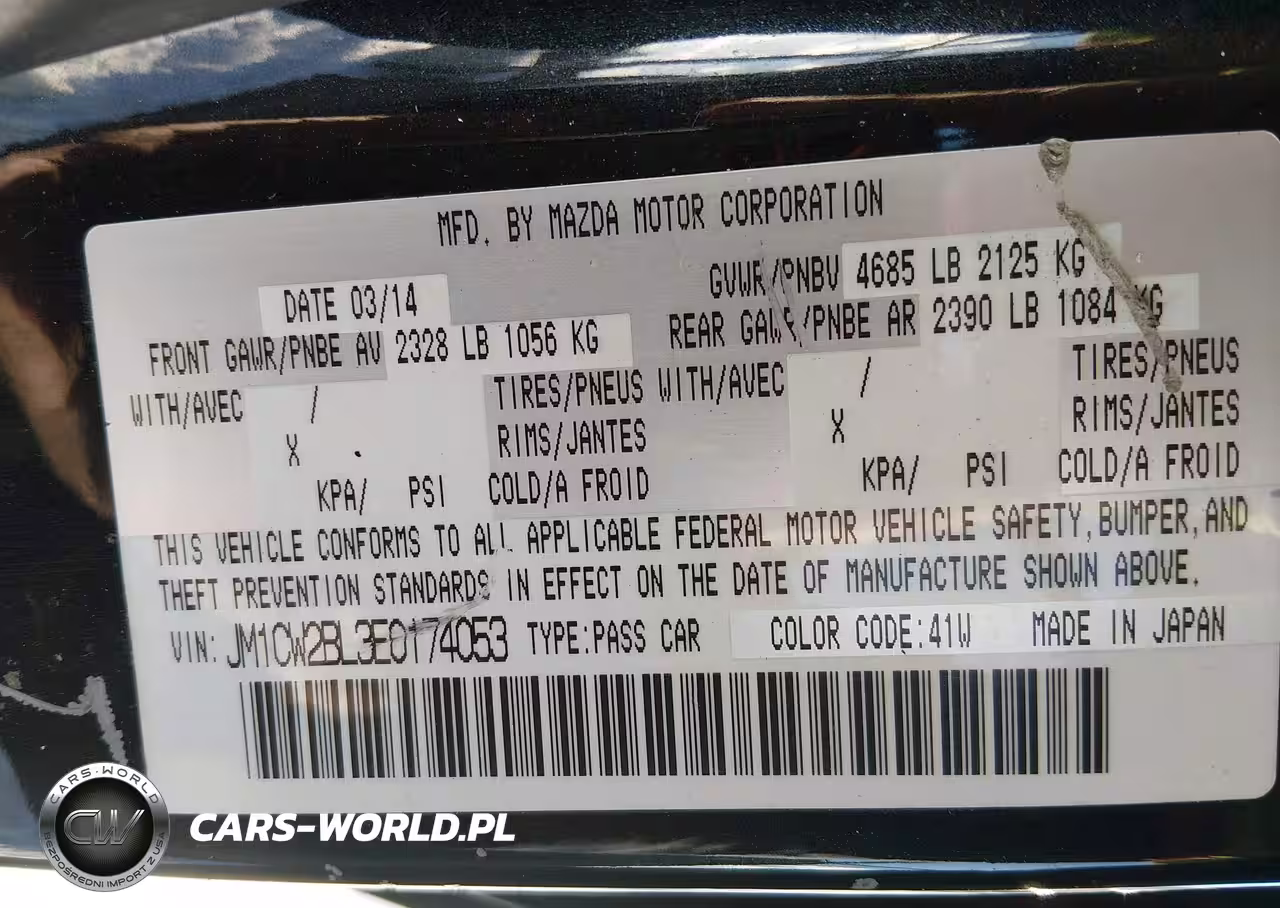 MFD. BY MAZDA MOTOR CORPORATION
DATE 03/14 GVWR/PNBV 4685 LB 2125 KG
FRONT GAWR/PNBE AV 2328 LB 1056 KG REAR GAWR/PNBE AR 2390 LB 1084 KG
WITH/AVEC / TIRES/PNEUS WITH/AVEC / TIRES/PNEUS
X . RIMS/JANTES X RIMS/JANTES
KPA/ PSI COLD/A FROID KPA/ PSI COLD/A FROID
THIS VEHICLE CONFORMS TO ALL APPLICABLE FEDERAL MOTOR VEHICLE SAFETY, BUMPER, AND
THEFT PREVENTION STANDARDS IN EFFECT ON THE DATE OF MANUFACTURE SHOWN ABOVE.
VIN: JM1CW2BL3E0174053 TYPE:PASS CAR COLOR CODE:41W MADE IN JAPAN
CARS-WORLD
CW
BEZPOŚREDNI IMPORT Z USA
CARS-WORLD.PL